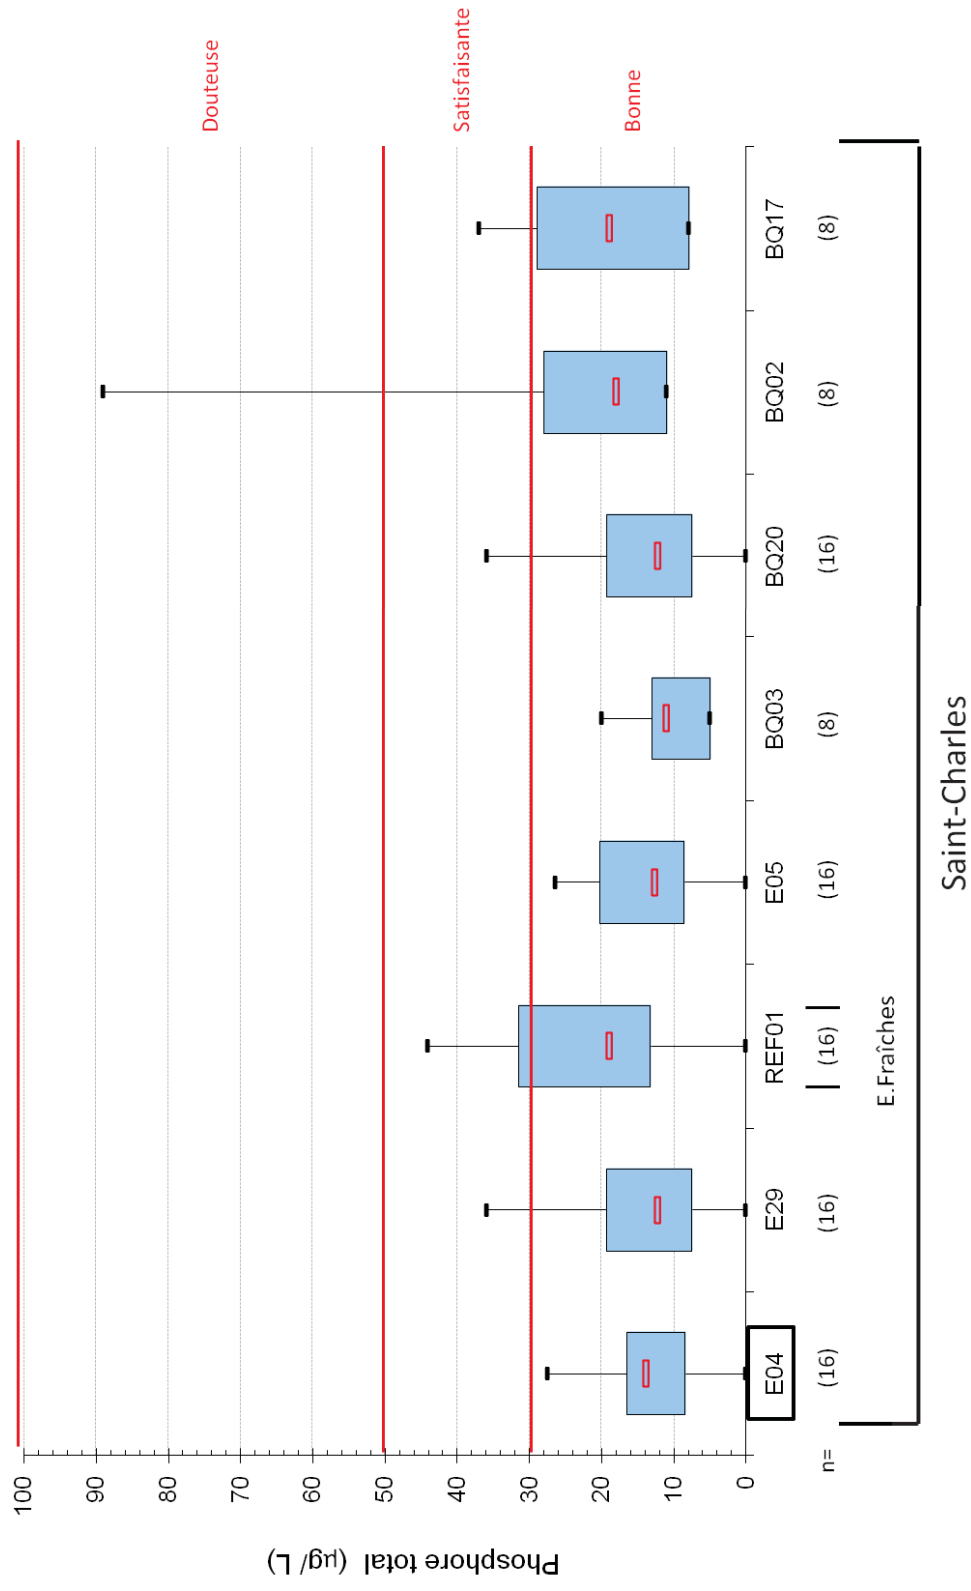 Phosphore total (µg/L)
100
90
80
70
60
50
40
30
20
10
0
Douteuse
Satisfaisante
Bonne
E04
E29
REF01
E05
BQ03
BQ20
BQ02
BQ17
n=
(16)
(16)
(16)
(16)
(8)
(16)
(8)
(8)
E.Fraîches
Saint-Charles